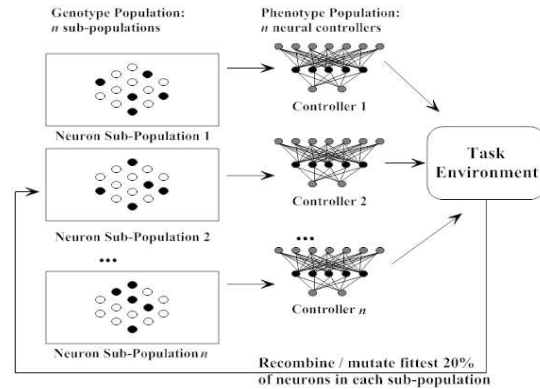 Genotype Population:
n sub-populations
Phenotype Population:
n neural controllers
Neuron Sub-Population 1
Controller 1
Neuron Sub-Population 2
Controller 2
Task
Environment
...
...
Neuron Sub-Population n
Controller n
Recombine / mutate fittest 20%
of neurons in each sub-population